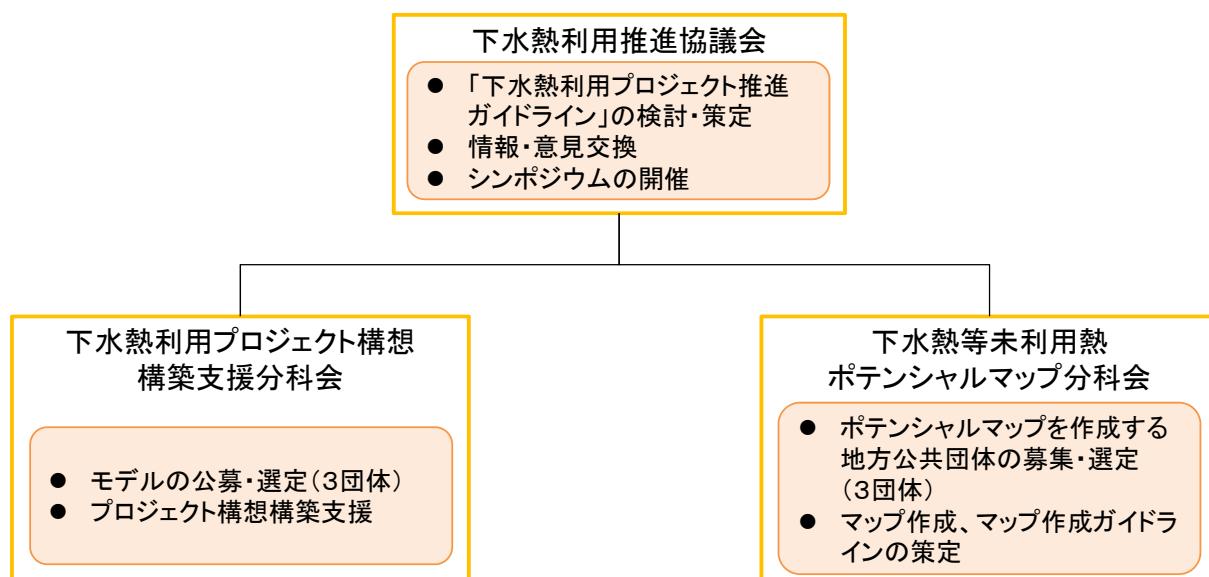 下水熱利用推進協議会
● 「下水熱利用プロジェクト推進
ガイドライン」の検討・策定
● 情報・意見交換
● シンポジウムの開催
下水熱利用プロジェクト構想
構築支援分科会
● モデルの公募・選定(3団体)
● プロジェクト構想構築支援
下水熱等未利用熱
ポテンシャルマップ分科会
● ポテンシャルマップを作成する
地方公共団体の募集・選定
(3団体)
● マップ作成、マップ作成ガイドラ
インの策定